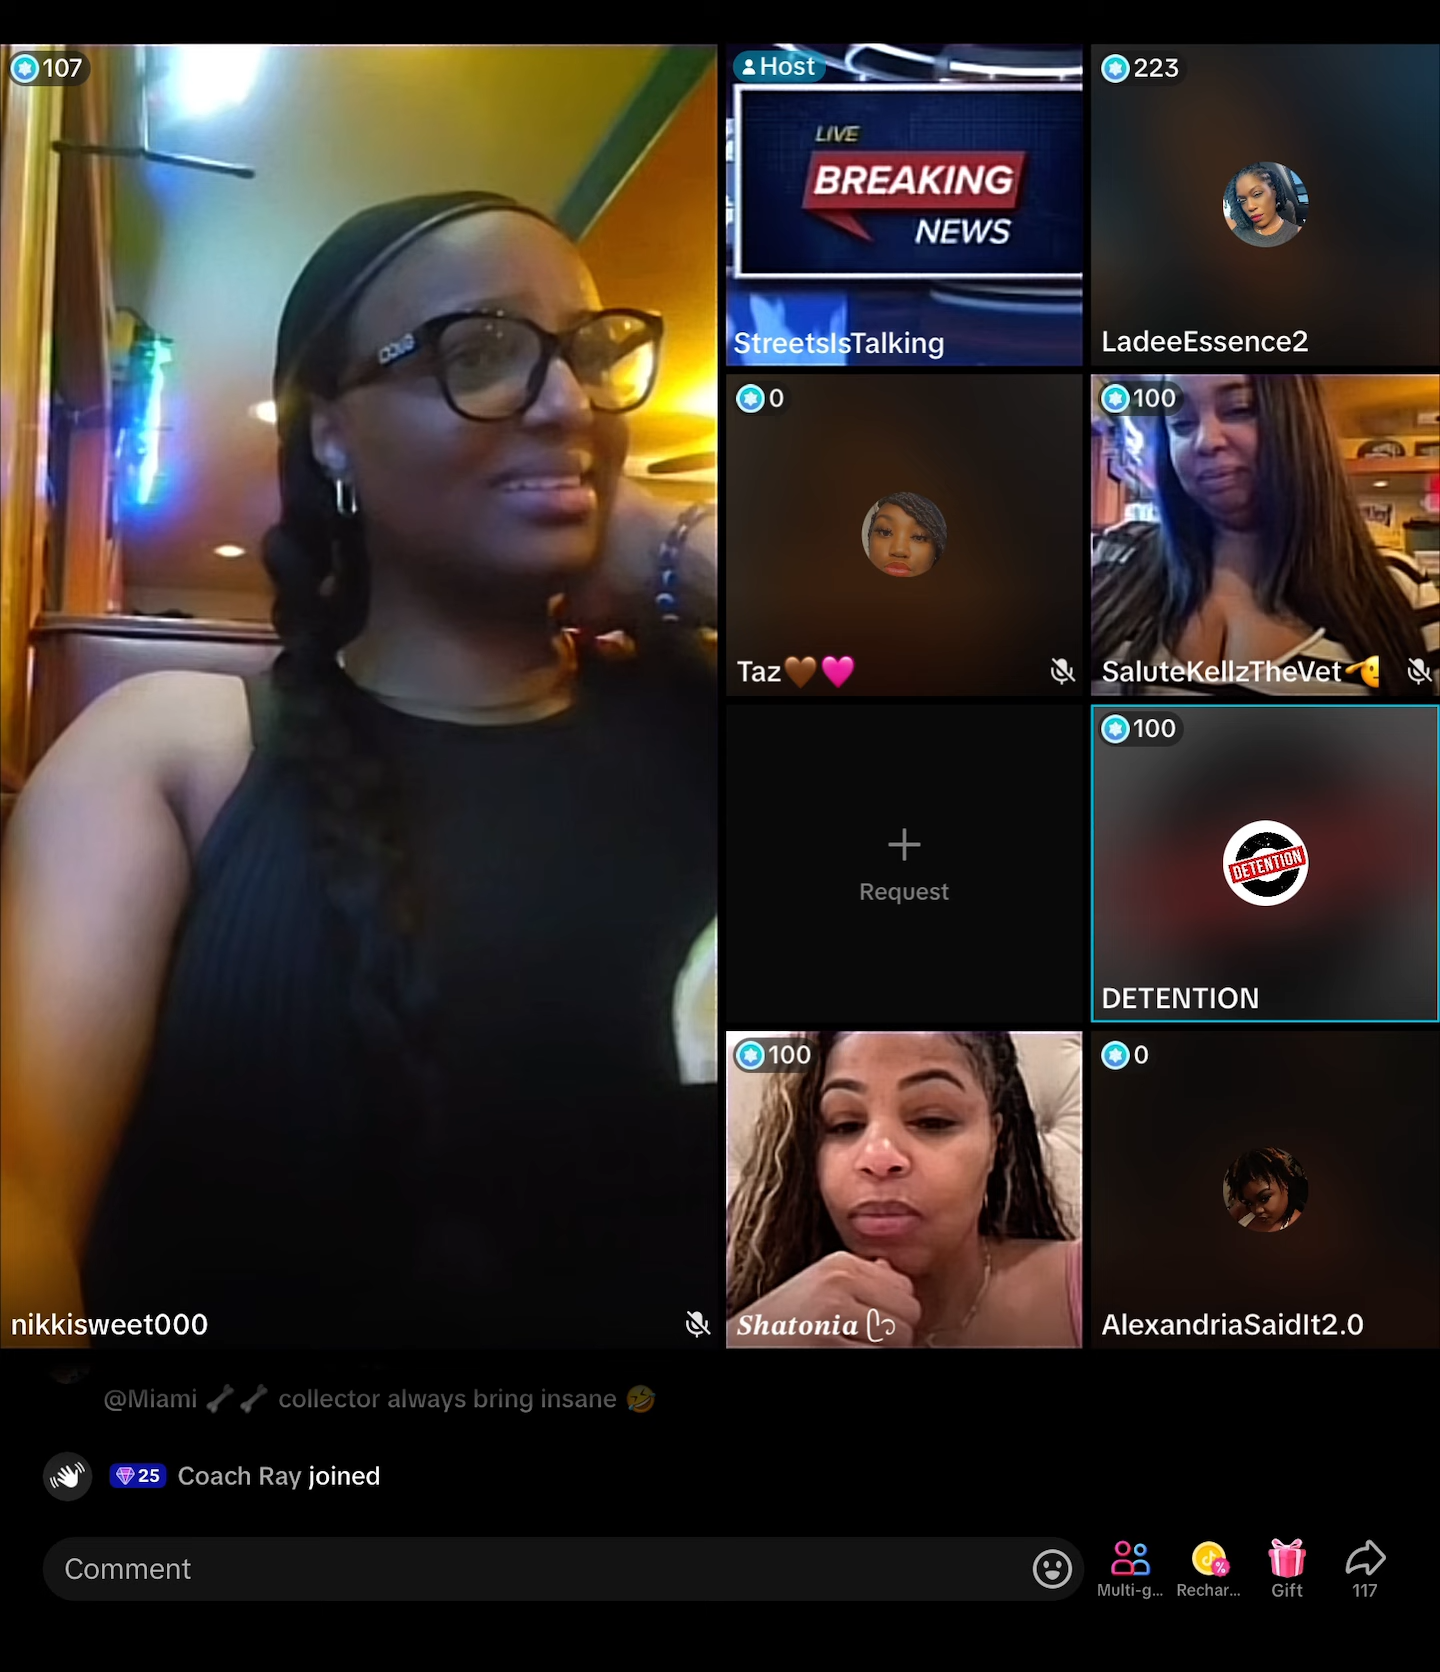 107
Host
LIVE
BREAKING
NEWS
StreetsIsTalking
223
LadeeEssence2
0
Taz🤎🩷
100
SaluteKellzTheVet
Request
100
DETENTION
DETENTION
100
Shatonia
0
AlexandriaSaidIt2.0
nikkisweet000
@Miami 🦴🦴 collector always bring insane 🤣
25 Coach Ray joined
Comment
Multi-g...
Rechar...
Gift
117